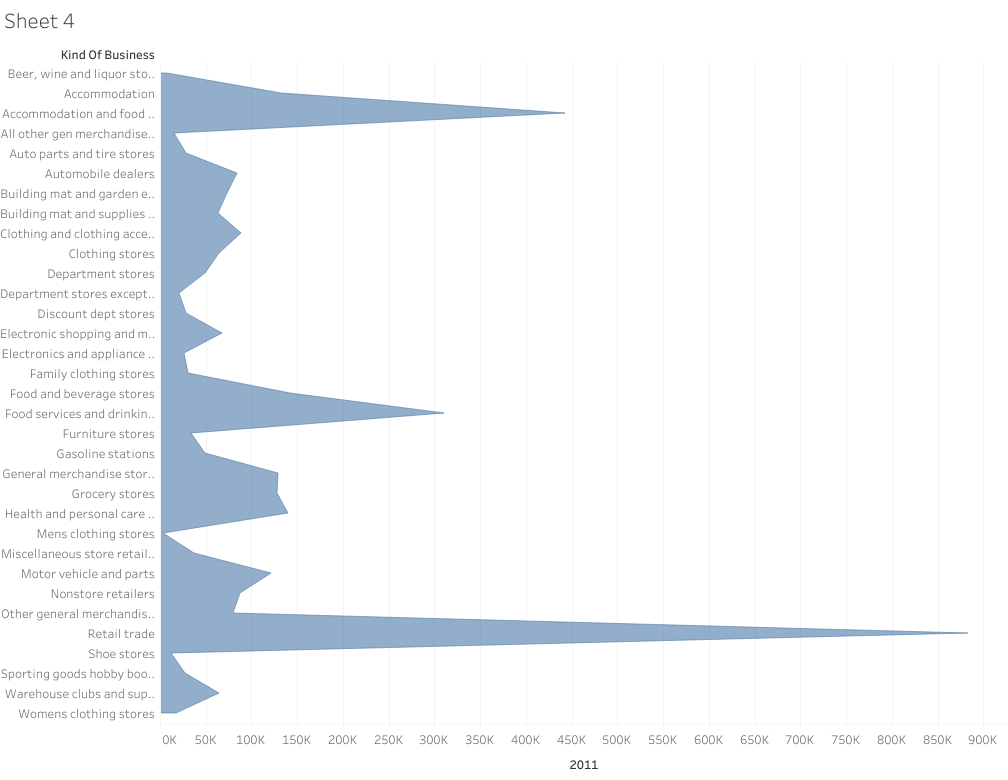 Sheet 4
Kind Of Business
Beer, wine and liquor sto..
Accommodation
Accommodation and food ..
All other gen merchandise..
Auto parts and tire stores
Automobile dealers
Building mat and garden e..
Building mat and supplies ..
Clothing and clothing acce..
Clothing stores
Department stores
Department stores except..
Discount dept stores
Electronic shopping and m..
Electronics and appliance ..
Family clothing stores
Food and beverage stores
Food services and drinkin..
Furniture stores
Gasoline stations
General merchandise stor..
Grocery stores
Health and personal care ..
Mens clothing stores
Miscellaneous store retail..
Motor vehicle and parts
Nonstore retailers
Other general merchandis..
Retail trade
Shoe stores
Sporting goods hobby boo..
Warehouse clubs and sup..
Womens clothing stores
0K 50K 100K 150K 200K 250K 300K 350K 400K 450K 500K 550K 600K 650K 700K 750K 800K 850K 900K
2011